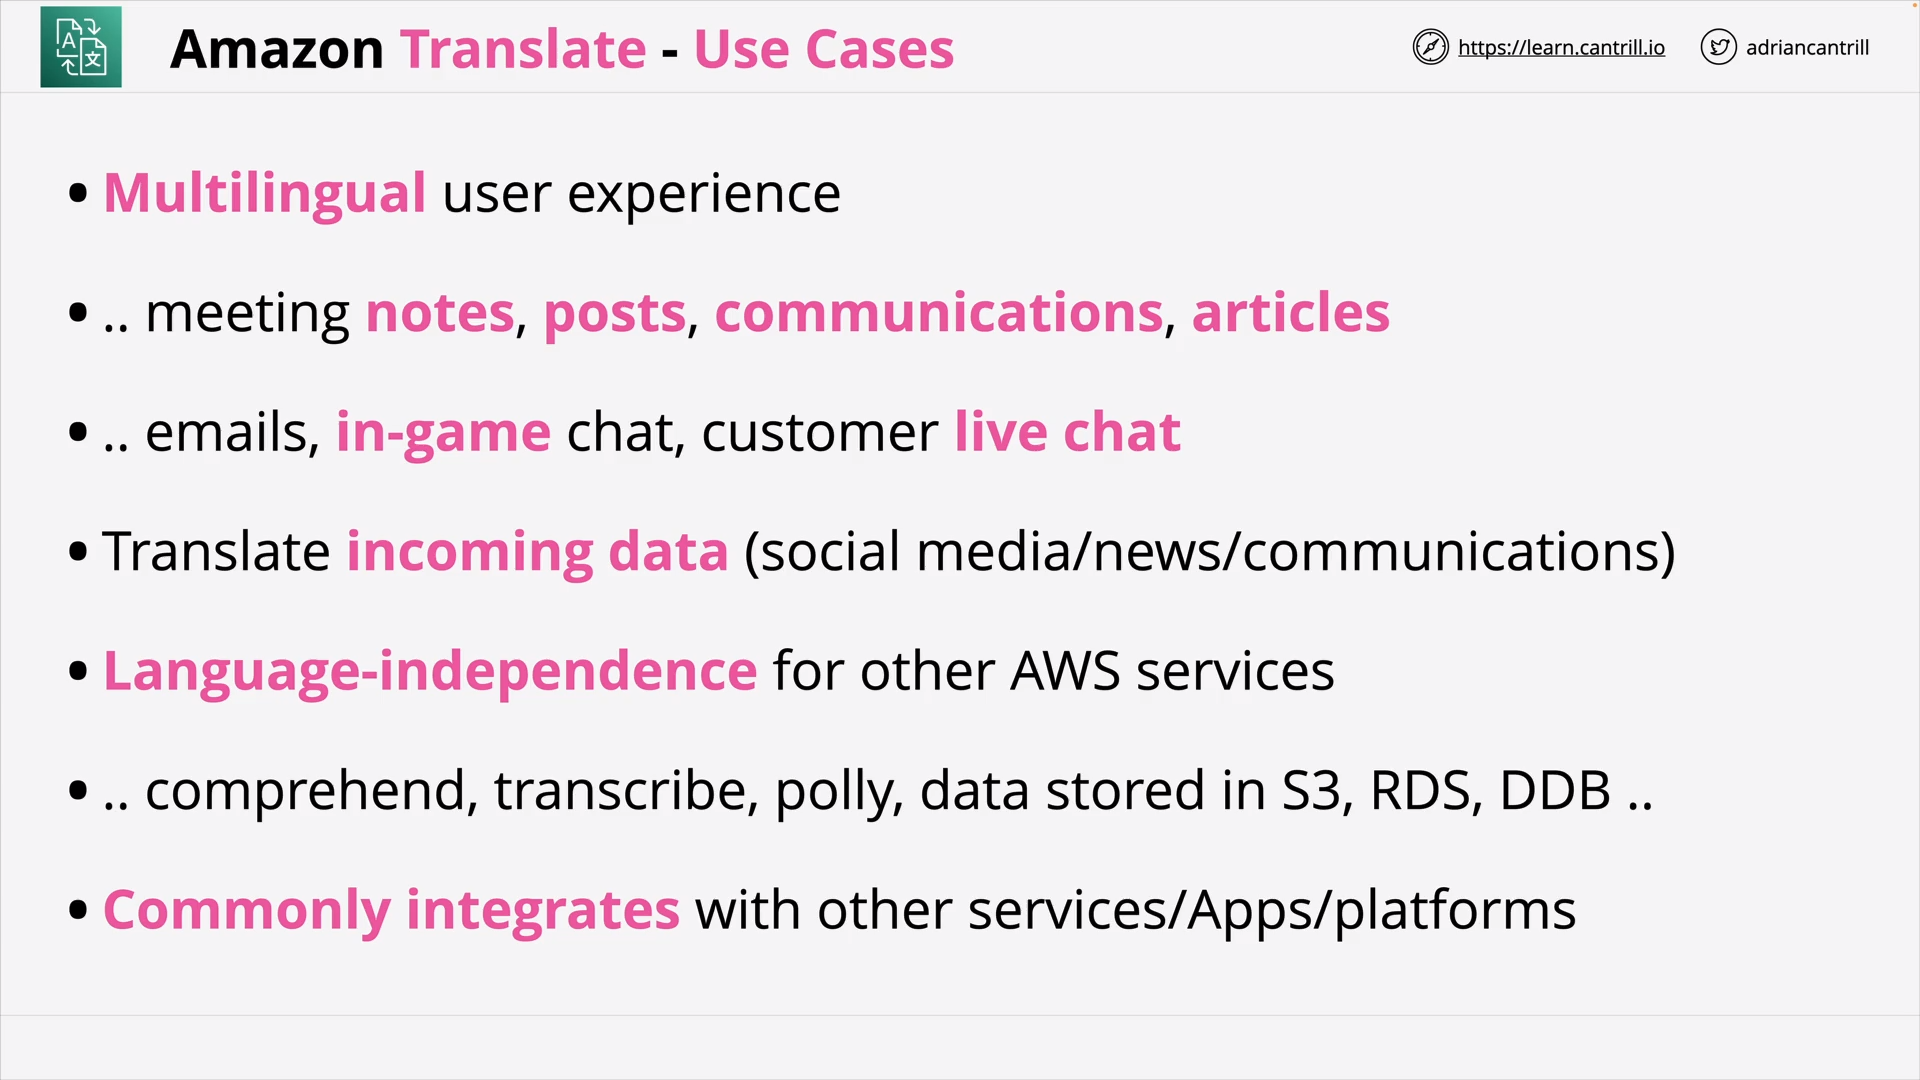 Amazon Translate - Use Cases
https://learn.cantrill.io
adriancantrill
• Multilingual user experience
• .. meeting notes, posts, communications, articles
• .. emails, in-game chat, customer live chat
• Translate incoming data (social media/news/communications)
• Language-independence for other AWS services
• .. comprehend, transcribe, polly, data stored in S3, RDS, DDB ..
• Commonly integrates with other services/Apps/platforms